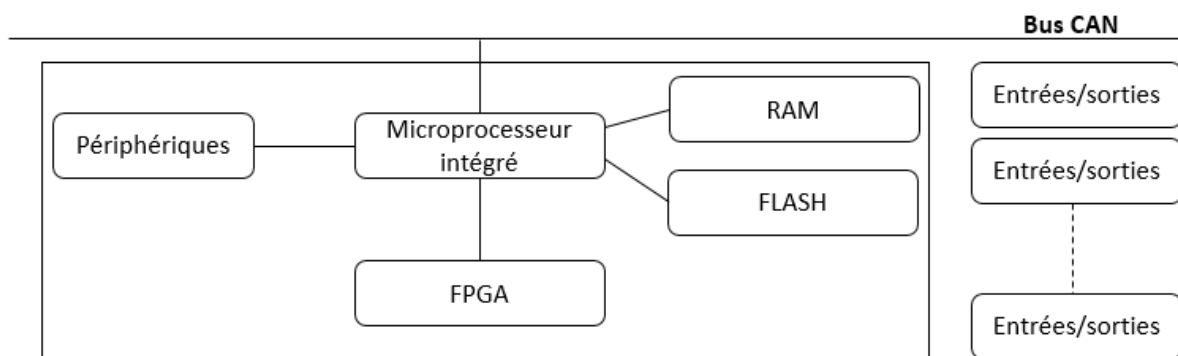 Bus CAN
Périphériques
Microprocesseur
intégré
RAM
FLASH
FPGA
Entrées/sorties
Entrées/sorties
Entrées/sorties